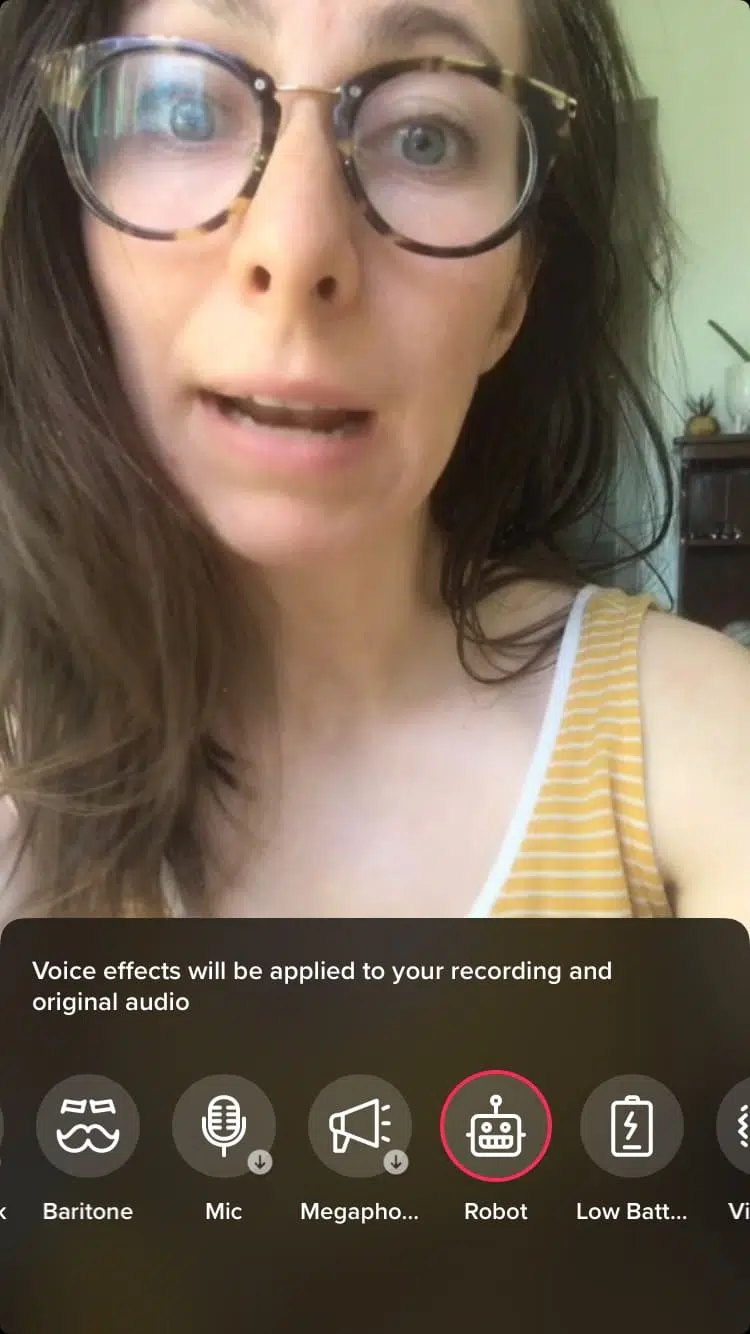 Voice effects will be applied to your recording and
original audio
k Baritone Mic Megapho... Robot Low Batt... Vi